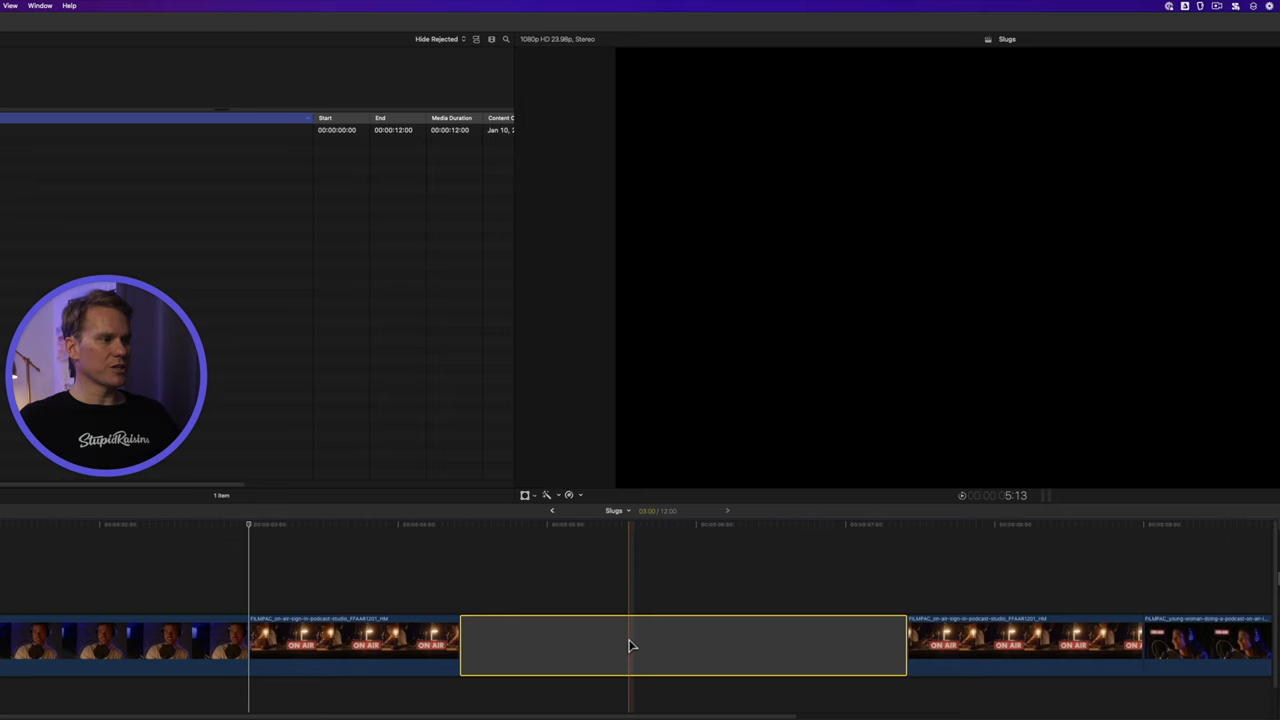 View Window Help
Hide Rejected
1080p HD 23.98p, Stereo
Slugs
Start End Media Duration Content C
00:00:00:00 00:00:12:00 00:00:12:00 Jan 10, 2
StupidRaisins
1 Item
00:00:00 5:13
Slugs 03:00 / 12:00
FILMPAC_on-air-sign-in-podcast-studio_FFAAR1201_HM
FILMPAC_on-air-sign-in-podcast-studio_FFAAR1201_HM
FILMPAC_young-woman-doing-a-podcast-on-air-i...
ON AIR ON AIR ON AIR
ON AIR ON AIR ON AIR